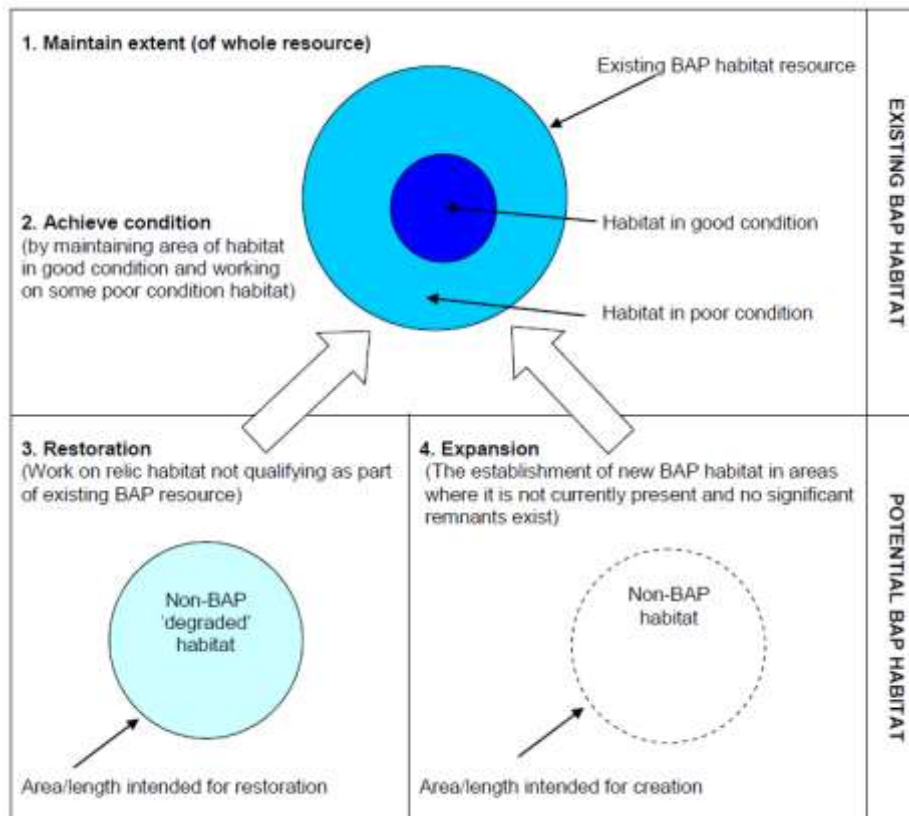 1. Maintain extent (of whole resource)
Existing BAP habitat resource
2. Achieve condition
(by maintaining area of habitat
in good condition and working
on some poor condition habitat)
Habitat in good condition
Habitat in poor condition
EXISTING BAP HABITAT
3. Restoration
(Work on relic habitat not qualifying as part
of existing BAP resource)
Non-BAP
'degraded'
habitat
Area/length intended for restoration
4. Expansion
(The establishment of new BAP habitat in areas
where it is not currently present and no significant
remnants exist)
Non-BAP
habitat
Area/length intended for creation
POTENTIAL BAP HABITAT